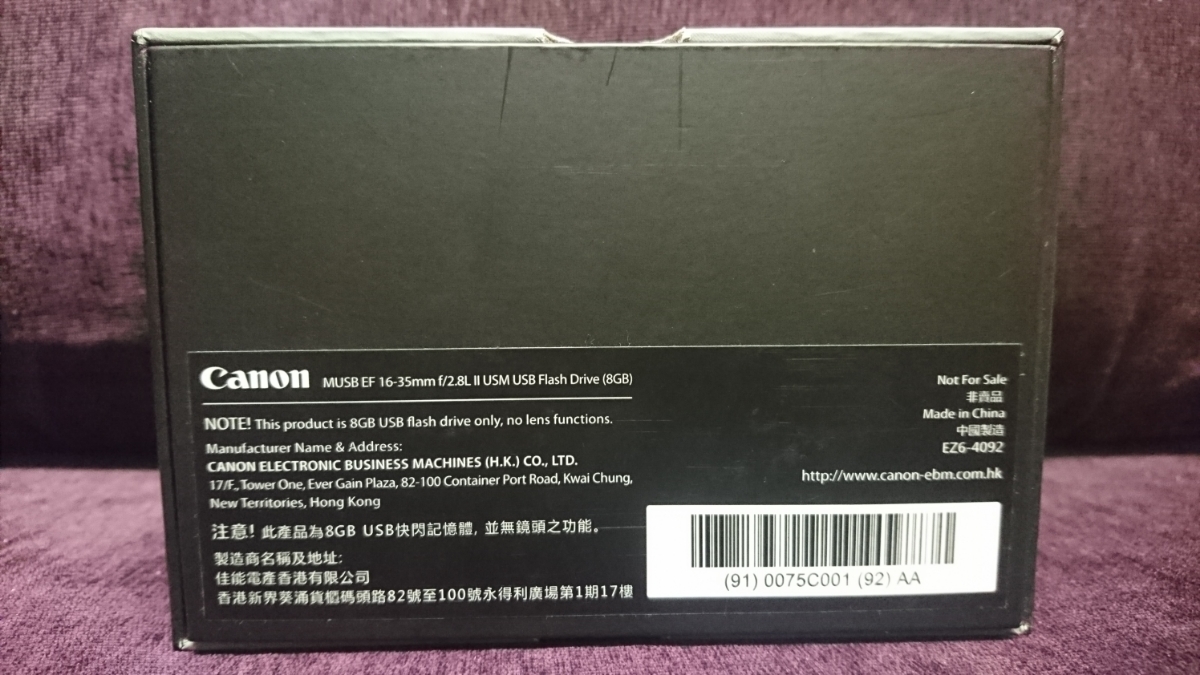 Canon MUSB EF 16-35mm f/2.8L II USM USB Flash Drive (8GB)
NOTE! This product is 8GB USB flash drive only, no lens functions.
Manufacturer Name & Address:
CANON ELECTRONIC BUSINESS MACHINES (H.K.) CO., LTD.
17/F., Tower One, Ever Gain Plaza, 82-100 Container Port Road, Kwai Chung,
New Territories, Hong Kong
注意! 此產品為8GB USB快閃記憶體, 並無鏡頭之功能。
製造商名稱及地址:
佳能電產香港有限公司
香港新界葵涌貨櫃碼頭路82號至100號永得利廣場第1期17樓
Not For Sale
非賣品
Made in China
中國製造
EZ6-4092
http://www.canon-ebm.com.hk
(91) 0075C001 (92) AA